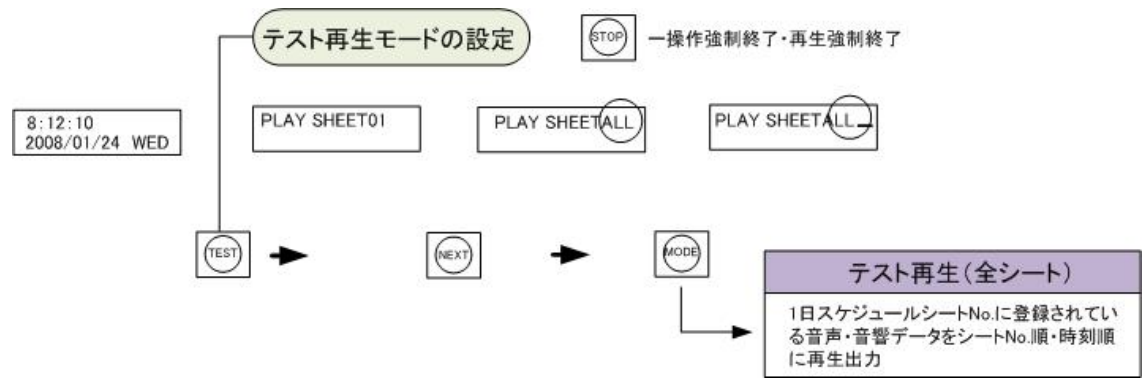 テスト再生モードの設定
STOP
ー操作強制終了・再生強制終了
8:12:10
2008/01/24 WED
PLAY SHEET01
PLAY SHEETALL
PLAY SHEETALL_
TEST
NEXT
MODE
テスト再生(全シート)
1日スケジュールシートNo.に登録されてい
る音声・音響データをシートNo.順・時刻順
に再生出力